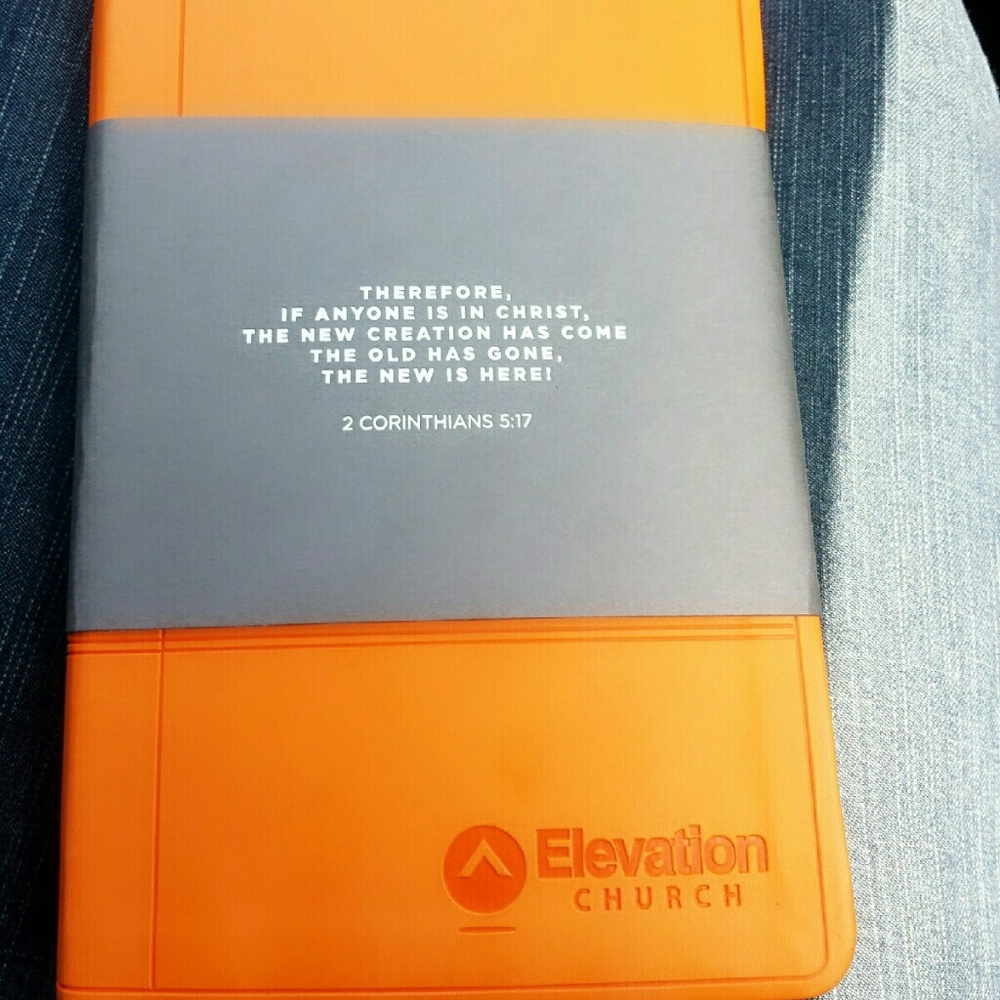 THEREFORE,
IF ANYONE IS IN CHRIST,
THE NEW CREATION HAS COME
THE OLD HAS GONE,
THE NEW IS HERE!
2 CORINTHIANS 5:17
Elevation
CHURCH